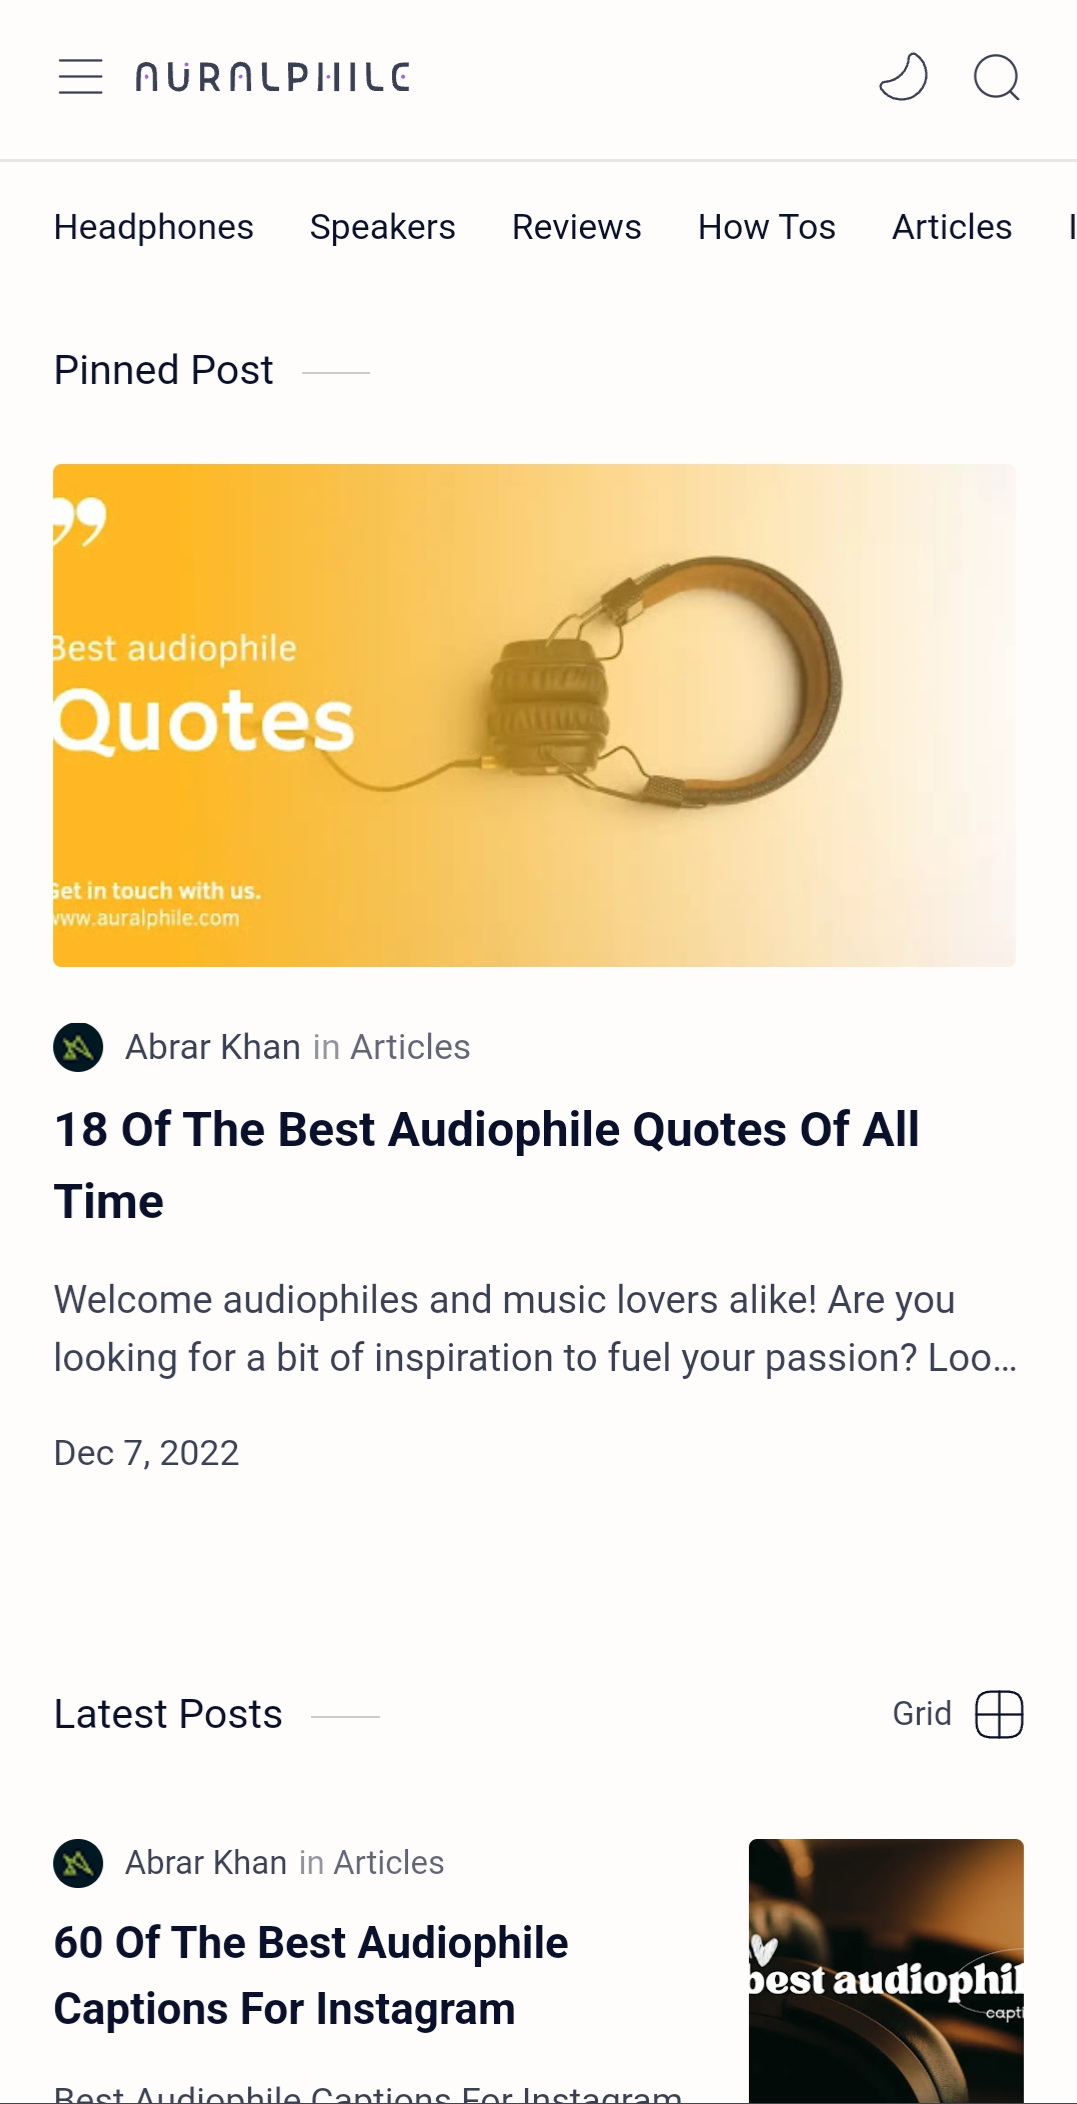 AURALPHILE
Headphones Speakers Reviews How Tos Articles
Pinned Post
Best audiophile
Quotes
Get in touch with us.
www.auralphile.com
Abrar Khan in Articles
18 Of The Best Audiophile Quotes Of All
Time
Welcome audiophiles and music lovers alike! Are you
looking for a bit of inspiration to fuel your passion? Loo...
Dec 7, 2022
Latest Posts Grid
Abrar Khan in Articles
60 Of The Best Audiophile
Captions For Instagram
best audiophil
capti
Best Audiophile Captions For Instagram